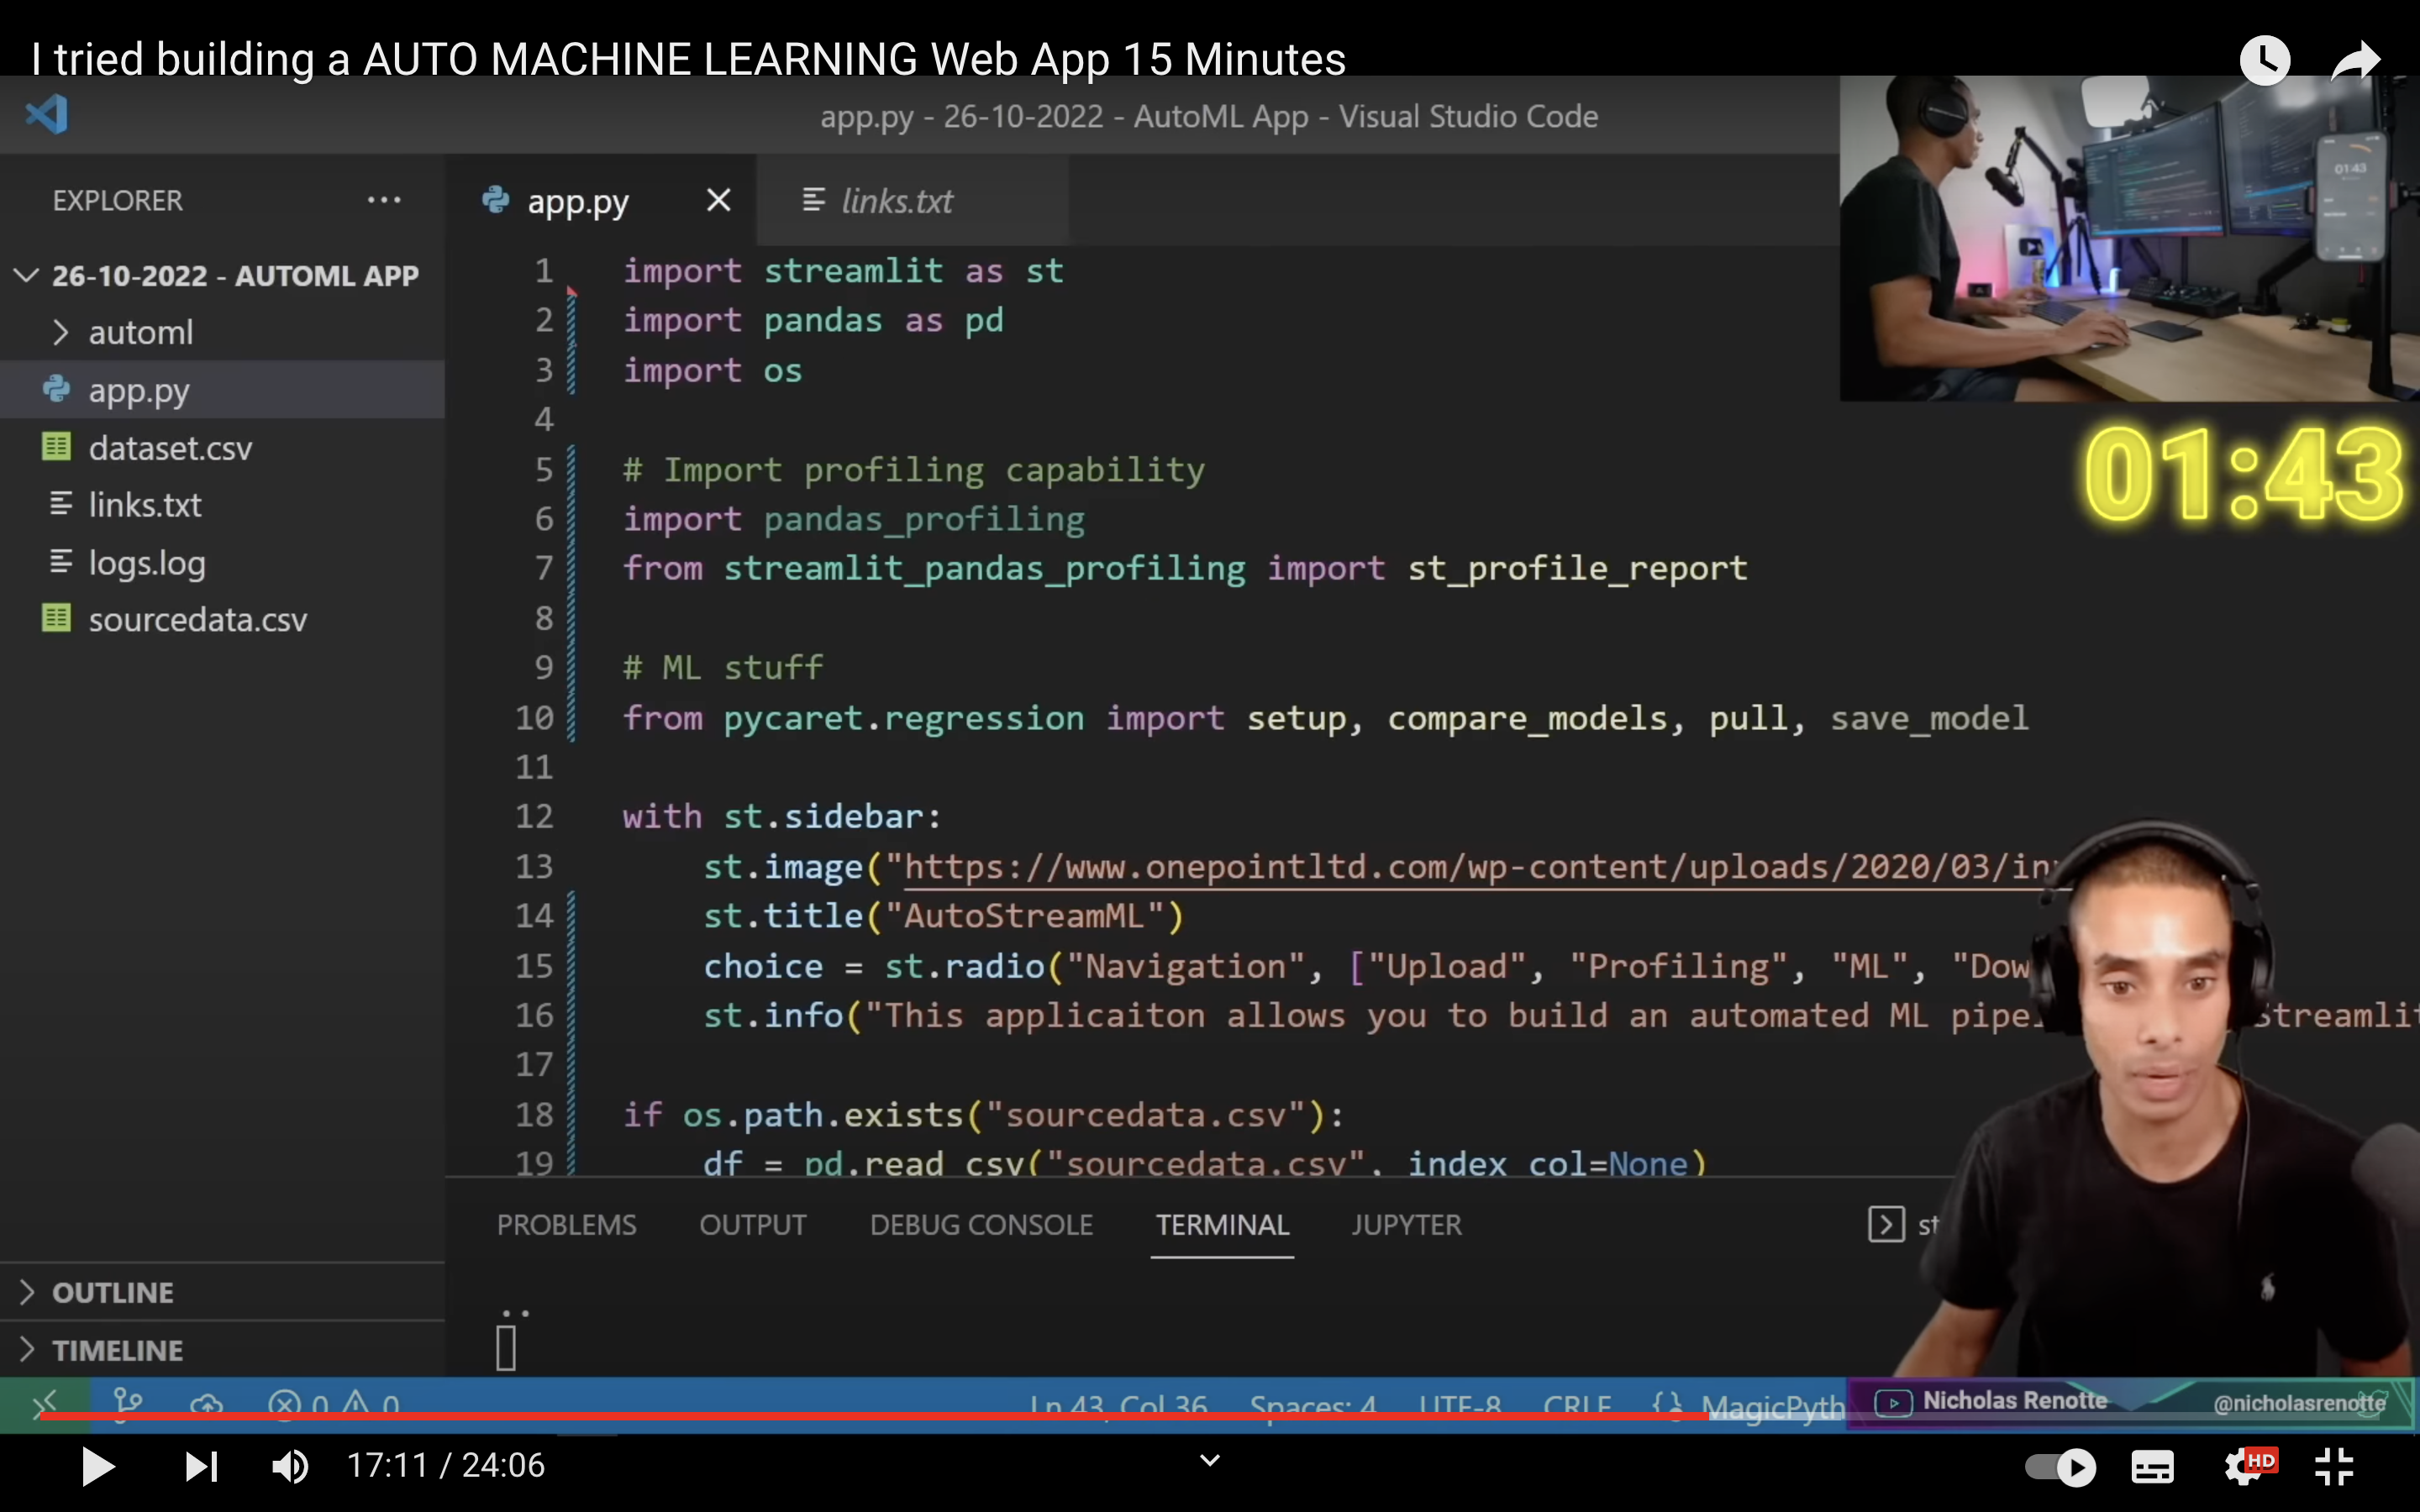 I tried building a AUTO MACHINE LEARNING Web App 15 Minutes
app.py - 26-10-2022 - AutoML App - Visual Studio Code
01:43
EXPLORER
26-10-2022 - AUTOML APP
automl
app.py
dataset.csv
links.txt
logs.log
sourcedata.csv
OUTLINE
TIMELINE
app.py
links.txt
1 import streamlit as st
2 import pandas as pd
3 import os
4
5 # Import profiling capability
6 import pandas_profiling
7 from streamlit_pandas_profiling import st_profile_report
8
9 # ML stuff
10 from pycaret.regression import setup, compare_models, pull, save_model
11
12 with st.sidebar:
13 st.image("https://www.onepointltd.com/wp-content/uploads/2020/03/in
14 st.title("AutoStreamML")
15 choice = st.radio("Navigation", ["Upload", "Profiling", "ML", "Dow
16 st.info("This applicaiton allows you to build an automated ML pipe Streamlit
17
18 if os.path.exists("sourcedata.csv"):
19 df = pd.read_csv("sourcedata.csv", index_col=None)
01:43
PROBLEMS
OUTPUT
DEBUG CONSOLE
TERMINAL
JUPYTER
st
0 0
Ln 43, Col 36
Spaces: 4
UTF-8
CRLF
MagicPyth
Nicholas Renotte
@nicholasrenotte
17:11 / 24:06
HD